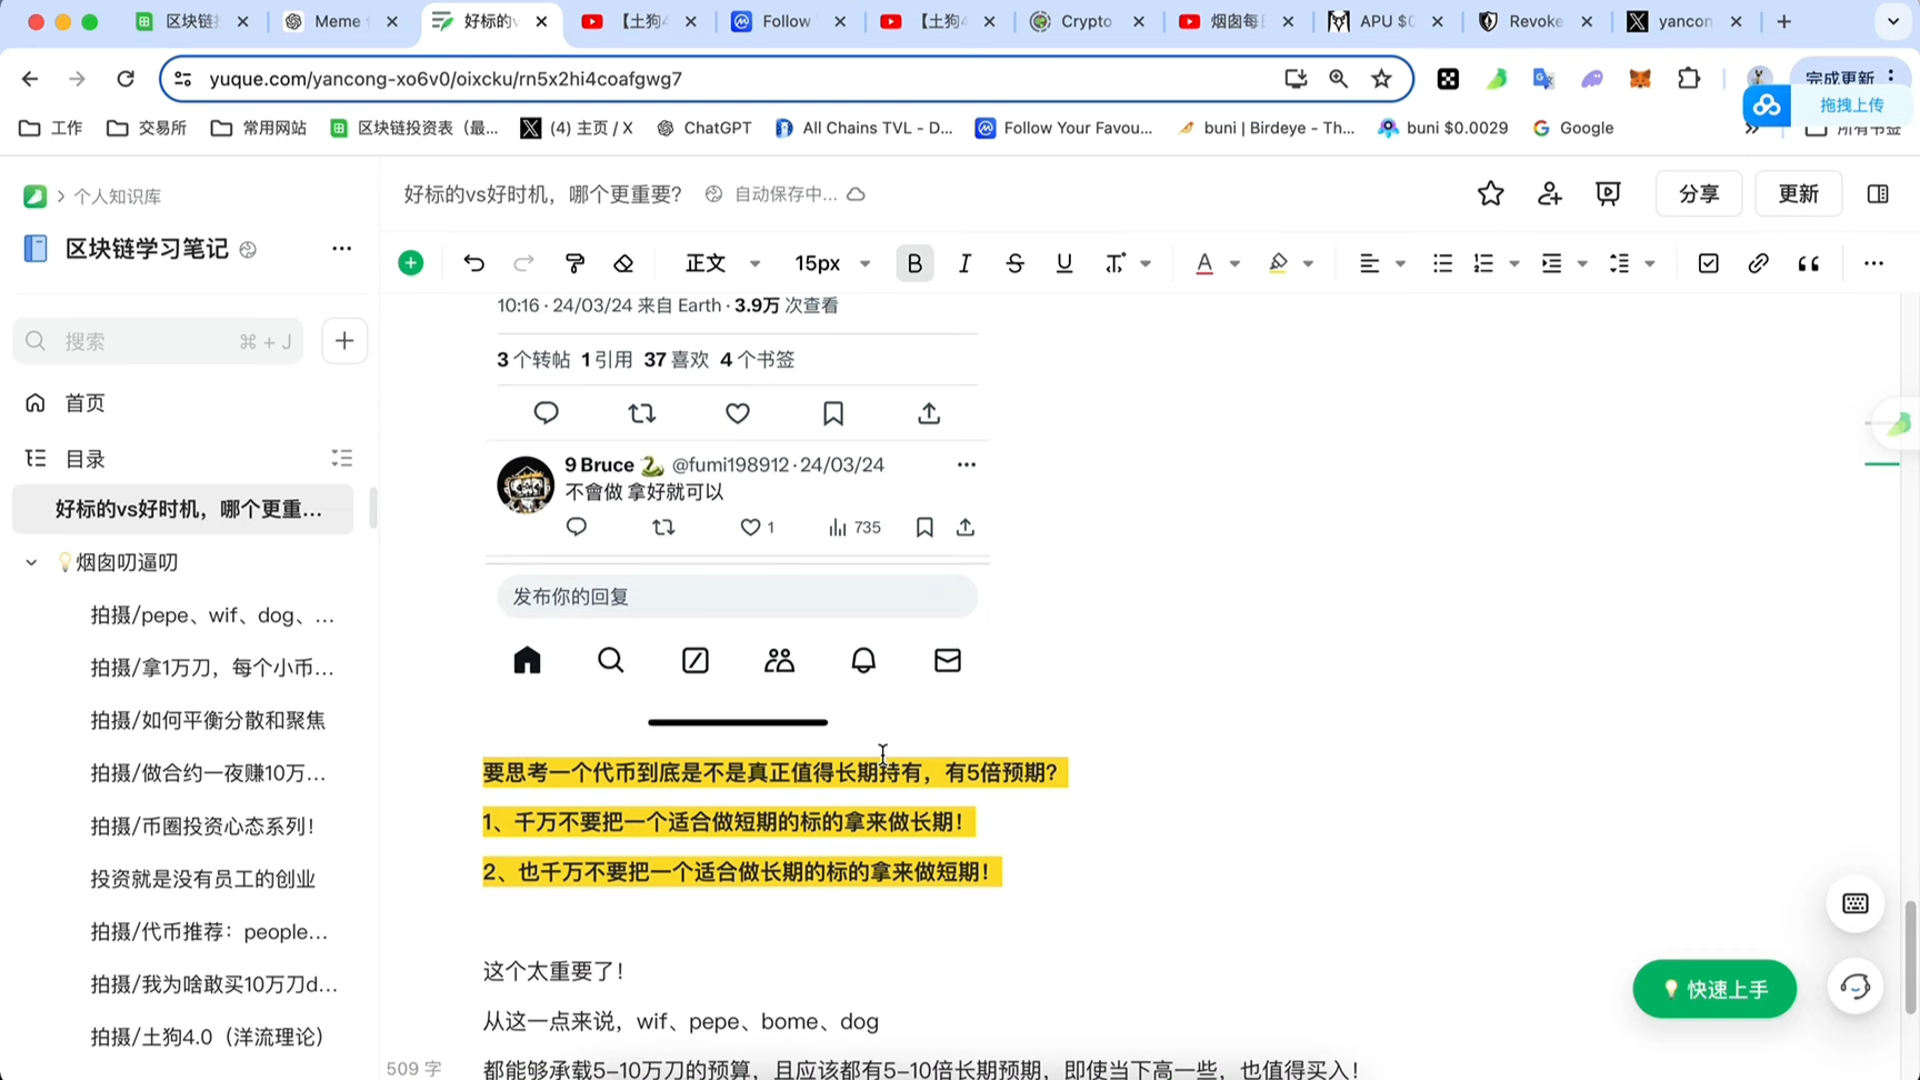 区块链
Meme
好标的v
【土狗
Follow
【土狗
Crypto
烟囱每
APU $0
Revoke
yancon
yuque.com/yancong-xo6v0/oixcku/rn5x2hi4coafgwg7
完成更新
拖拽上传
工作
交易所
常用网站
区块链投资表（最...
(4) 主页 / X
ChatGPT
All Chains TVL - D...
Follow Your Favou...
buni | Birdeye - Th...
buni $0.0029
Google
所有书签
个人知识库
好标的vs好时机，哪个更重要?
自动保存中...
分享
更新
区块链学习笔记
正文
15px
搜索
⌘ + J
首页
目录
好标的vs好时机，哪个更重...
💡烟囱叨逼叨
拍摄/pepe、wif、dog、...
拍摄/拿1万刀，每个小币...
拍摄/如何平衡分散和聚焦
拍摄/做合约一夜赚10万...
拍摄/币圈投资心态系列！
投资就是没有员工的创业
拍摄/代币推荐：people...
拍摄/我为啥敢买10万刀d...
拍摄/土狗4.0（洋流理论）
10:16 · 24/03/24 来自 Earth · 3.9万 次查看
3 个转帖 1 引用 37 喜欢 4 个书签
9 Bruce 🐍 @fumi198912 · 24/03/24
不會做 拿好就可以
1
735
发布你的回复
要思考一个代币到底是不是真正值得长期持有，有5倍预期?
1、千万不要把一个适合做短期的标的拿来做长期！
2、也千万不要把一个适合做长期的标的拿来做短期！
这个太重要了！
从这一点来说，wif、pepe、bome、dog
都能够承载5-10万刀的预算，且应该都有5-10倍长期预期，即使当下高一些，也值得买入！
509 字
💡 快速上手